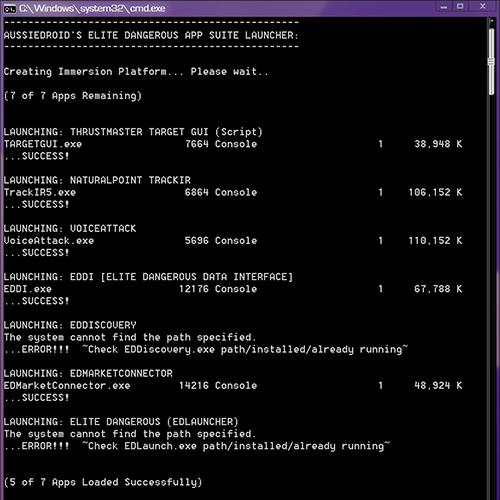 C:\Windows\system32\cmd.exe
-------------------------------------------------
AUSSIEDROID'S ELITE DANGEROUS APP SUITE LAUNCHER:
-------------------------------------------------
Creating Immersion Platform... Please wait..
(7 of 7 Apps Remaining)
LAUNCHING: THRUSTMASTER TARGET GUI (Script)
TARGETGUI.exe 7664 Console 1 38,948 K
...SUCCESS!
LAUNCHING: NATURALPOINT TRACKIR
TrackIR5.exe 6864 Console 1 106,152 K
...SUCCESS!
LAUNCHING: VOICEATTACK
VoiceAttack.exe 5696 Console 1 110,152 K
...SUCCESS!
LAUNCHING: EDDI [ELITE DANGEROUS DATA INTERFACE]
EDDI.exe 12176 Console 1 67,788 K
...SUCCESS!
LAUNCHING: EDDISCOVERY
The system cannot find the path specified.
...ERROR!!! ~Check EDDiscovery.exe path/installed/already running~
LAUNCHING: EDMARKETCONNECTOR
EDMarketConnector.exe 14216 Console 1 48,924 K
...SUCCESS!
LAUNCHING: ELITE DANGEROUS (EDLAUNCHER)
The system cannot find the path specified.
...ERROR!!! ~Check EDLaunch.exe path/installed/already running~
(5 of 7 Apps Loaded Successfully)